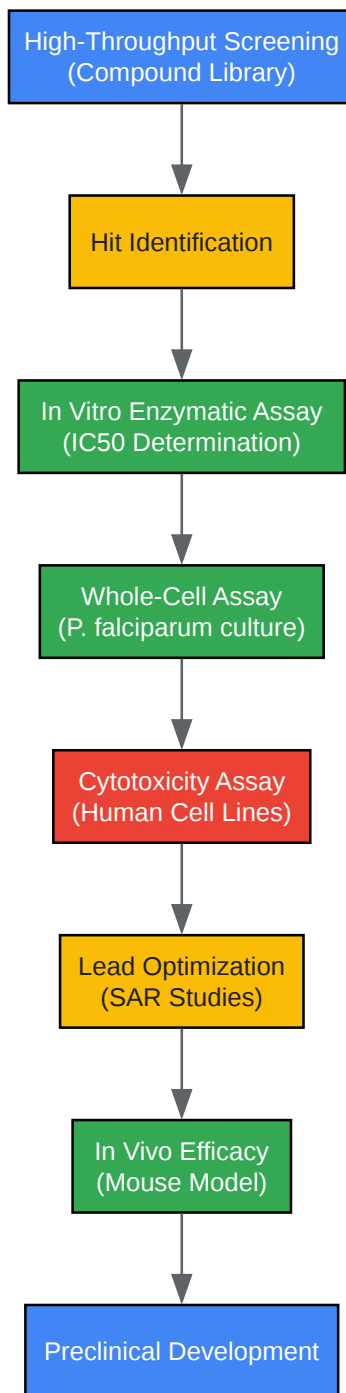 High-Throughput Screening
(Compound Library)
Hit Identification
In Vitro Enzymatic Assay
(IC50 Determination)
Whole-Cell Assay
(P. falciparum culture)
Cytotoxicity Assay
(Human Cell Lines)
Lead Optimization
(SAR Studies)
In Vivo Efficacy
(Mouse Model)
Preclinical Development